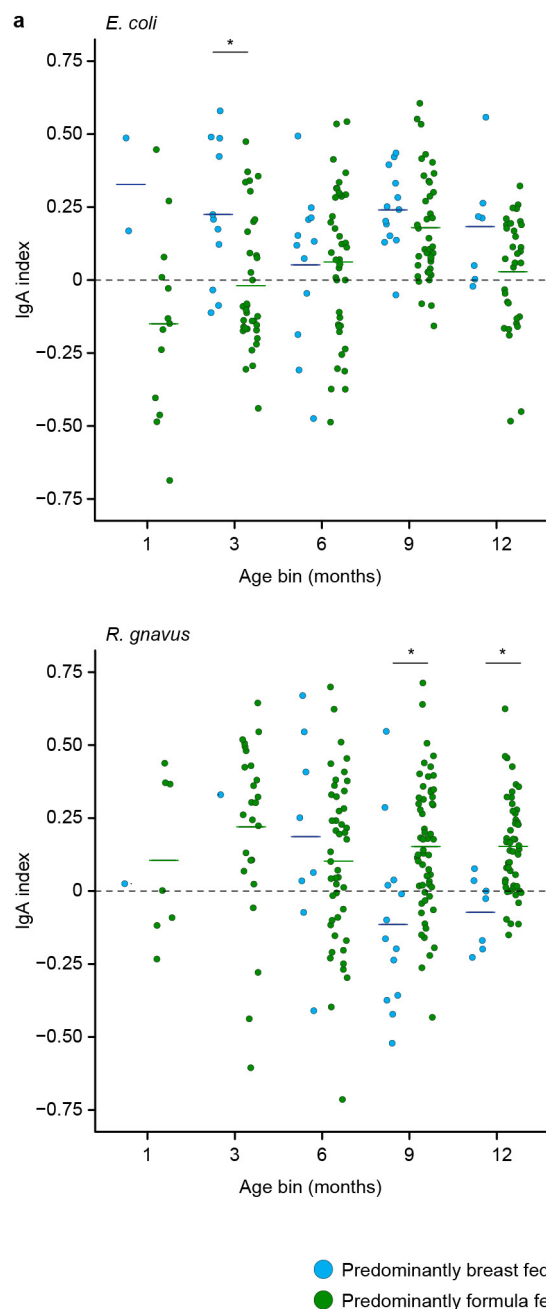 a
E. coli
*
0.75
0.50
0.25
0
−0.25
−0.50
−0.75
IgA index
1 3 6 9 12
Age bin (months)
R. gnavus
* *
0.75
0.50
0.25
0
−0.25
−0.50
−0.75
IgA index
1 3 6 9 12
Age bin (months)
Predominantly breast fed
Predominantly formula fe